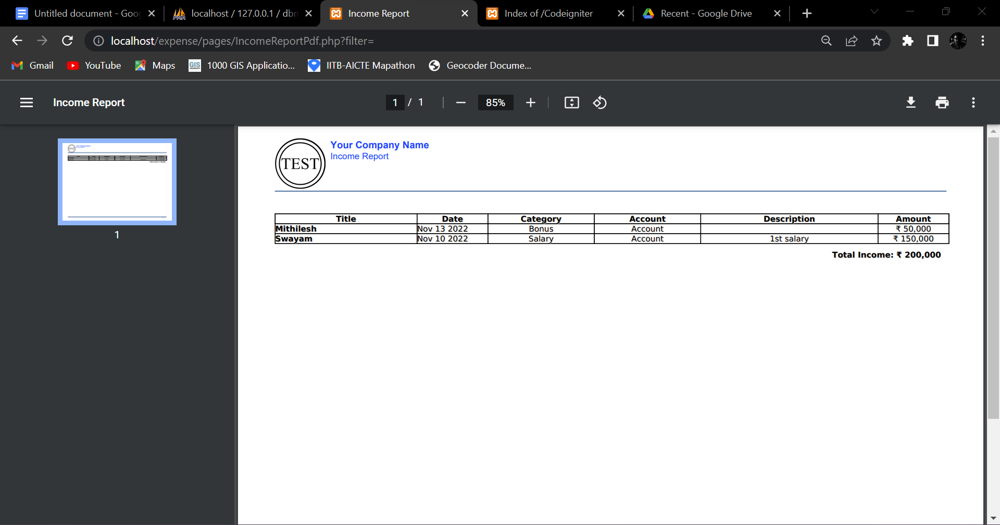 Untitled document - Goo
localhost / 127.0.0.1 / dbn
Income Report
Index of /Codeigniter
Recent - Google Drive
localhost/expense/pages/IncomeReportPdf.php?filter=
Gmail
YouTube
Maps
GIS 1000 GIS Applicatio...
IITB-AICTE Mapathon
Geocoder Docume...
Income Report
1 / 1
85%
1
TEST
Your Company Name
Income Report
Title Date Category Account Description Amount
Mithilesh Nov 13 2022 Bonus Account ₹ 50,000
Swayam Nov 10 2022 Salary Account 1st salary ₹ 150,000
Total Income: ₹ 200,000